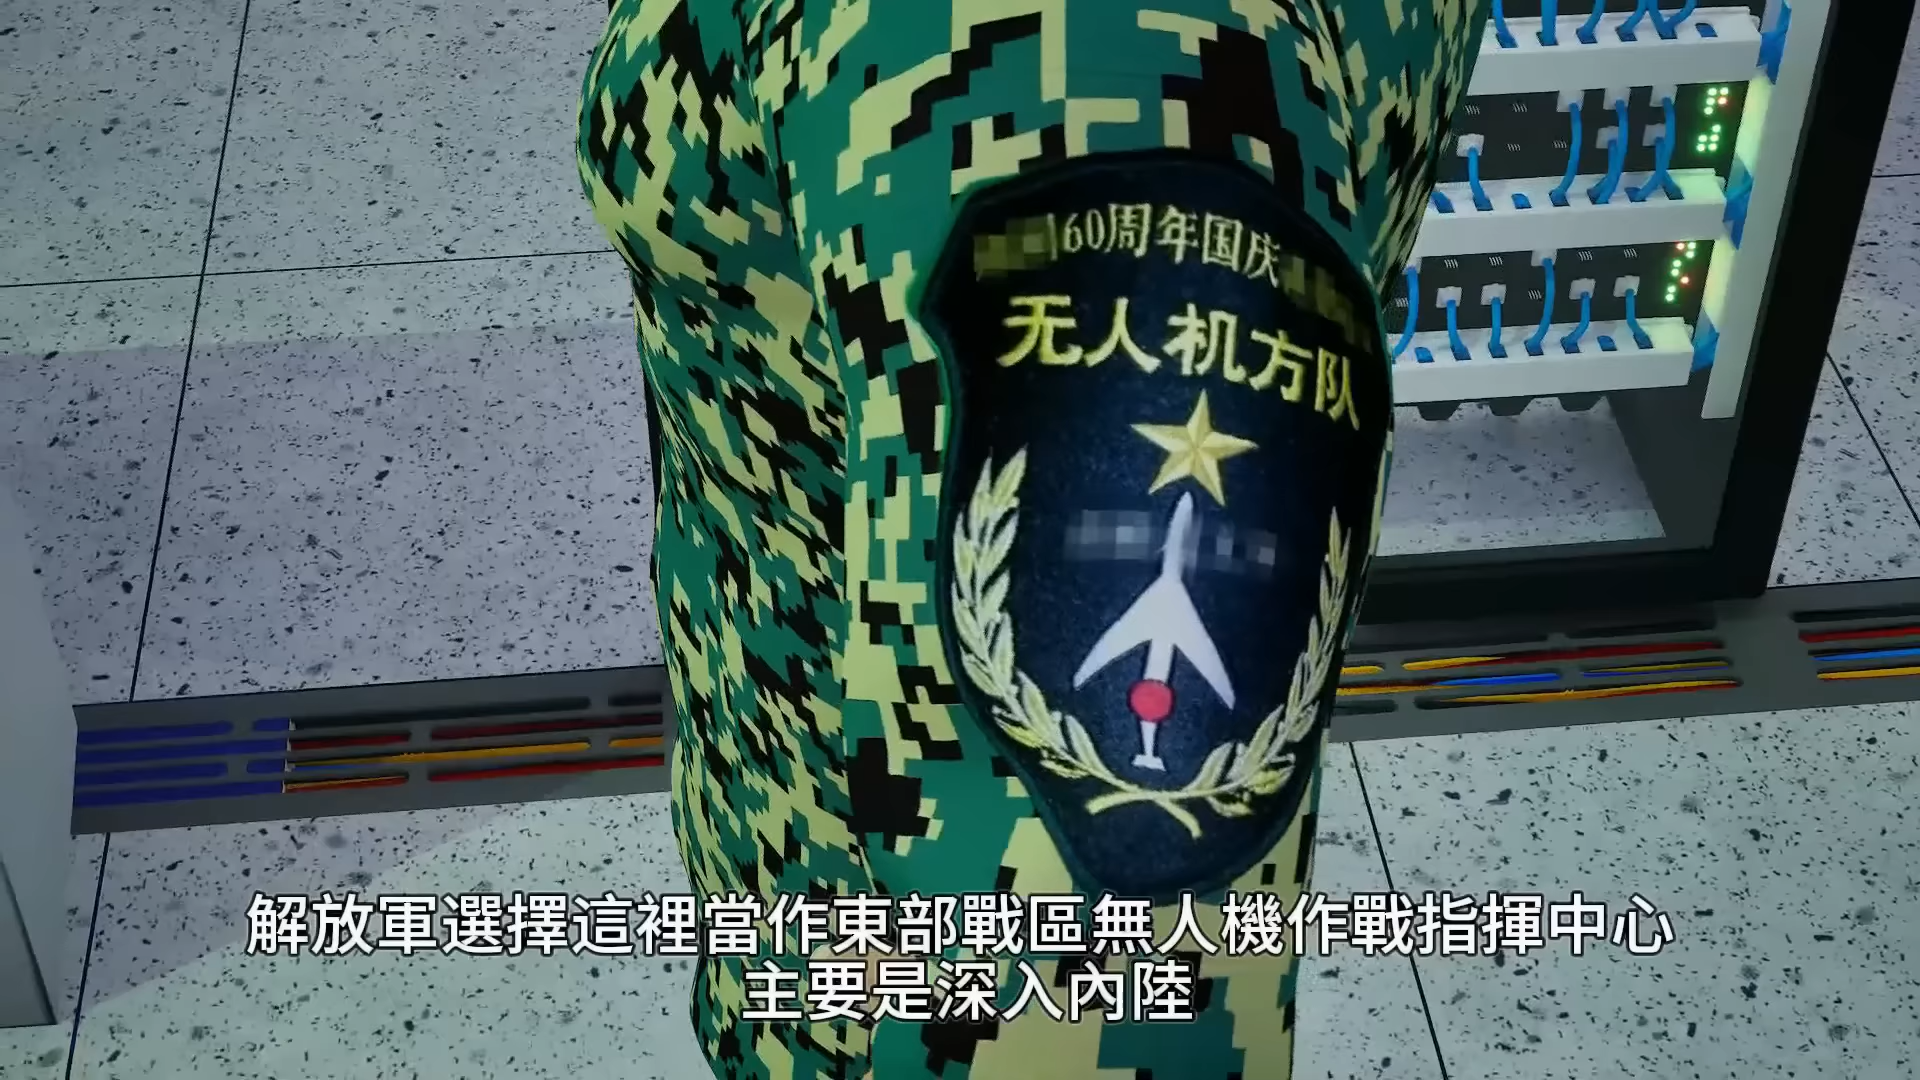 60周年国庆
无人机方队
解放軍選擇這裡當作東部戰區無人機作戰指揮中心
主要是深入內陸